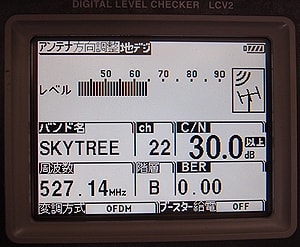 DIGITAL LEVEL CHECKER LCV2
アンテナ方向調整 地デジ
50 60 70 80
レベル
バンド名 ch C/N
SKYTREE 22 30.0 以上 dB
周波数 階層 BER
527.14 MHz B 0.00
変調方式 OFDM ブースター給電 OFF